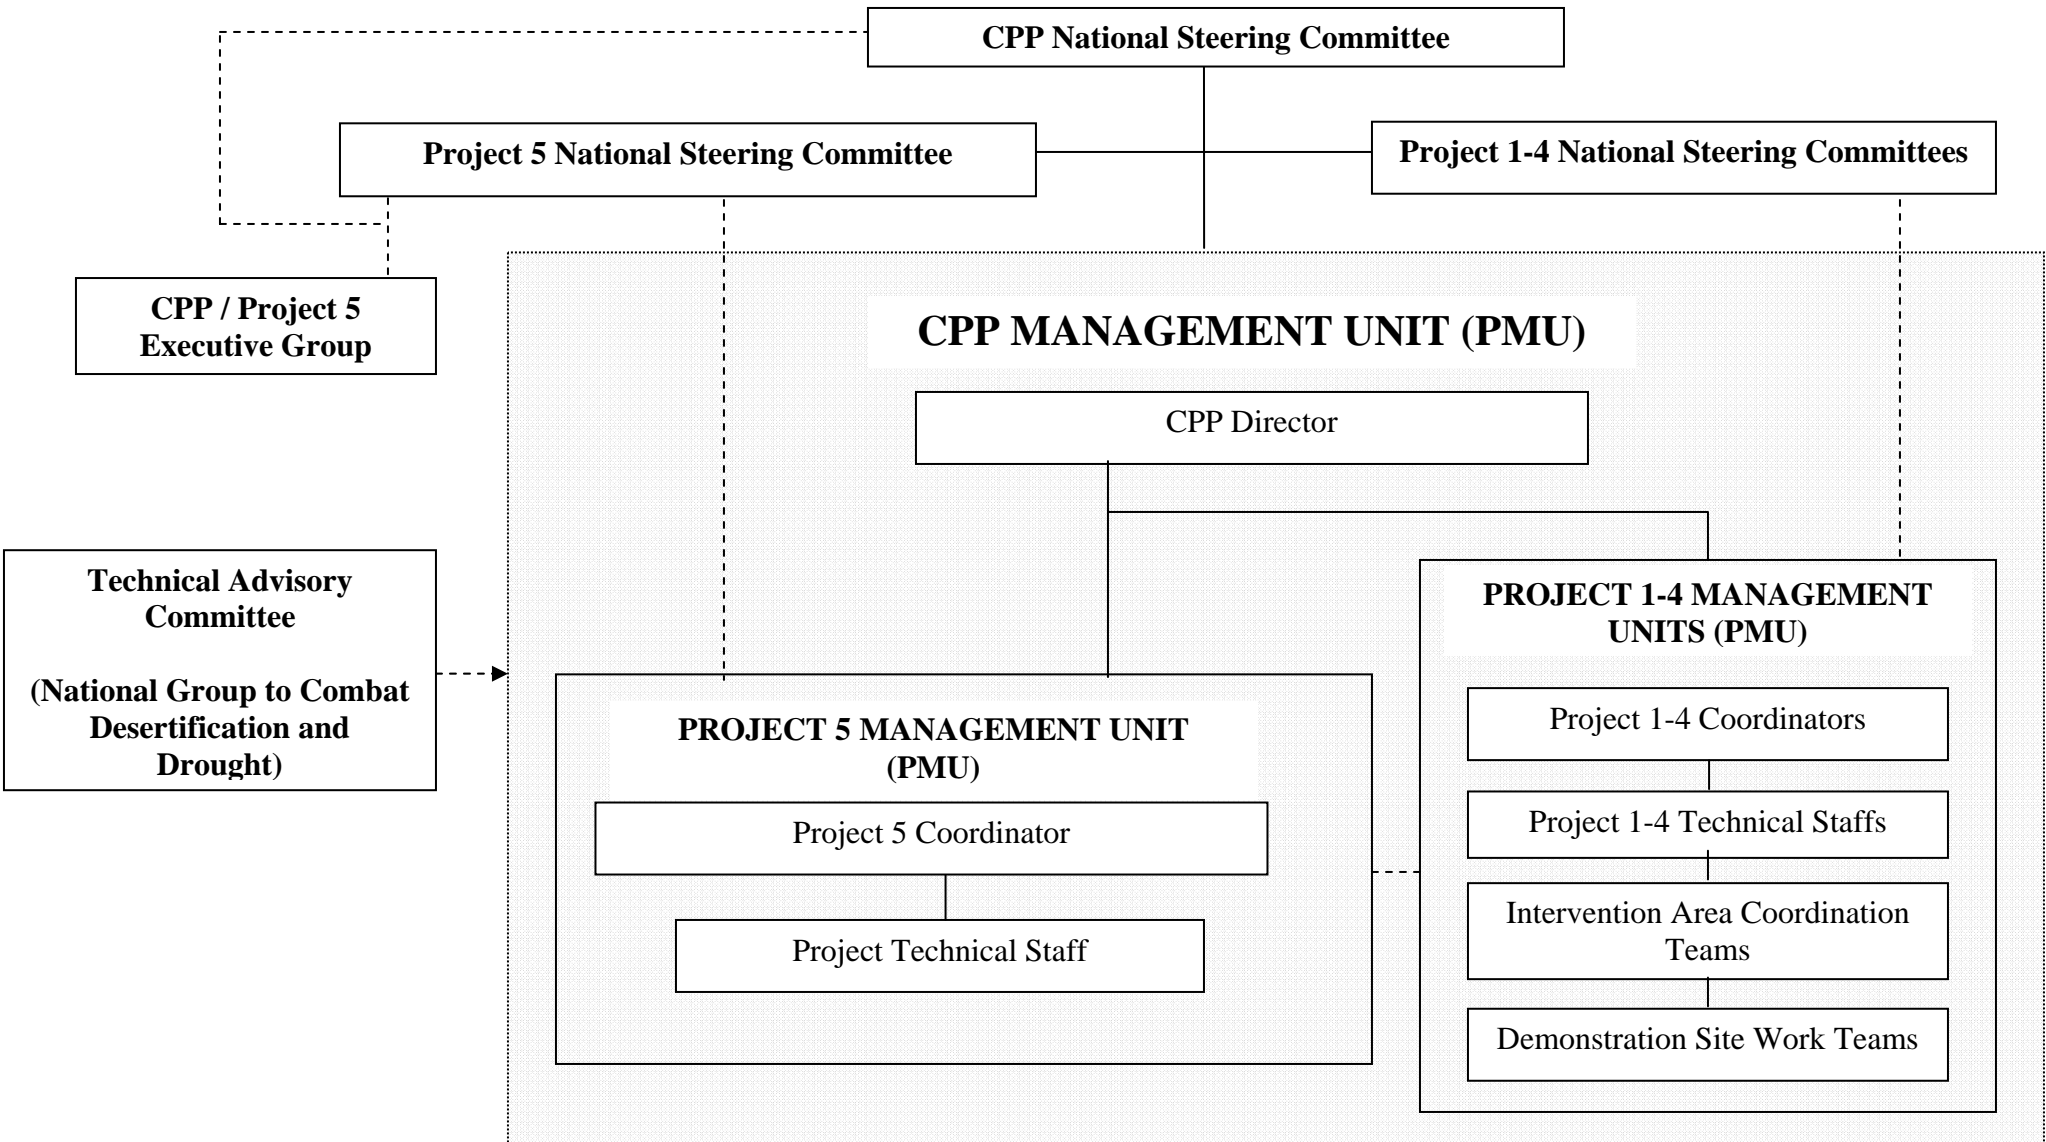 CPP National Steering Committee
Project 5 National Steering Committee
Project 1-4 National Steering Committees
CPP / Project 5
Executive Group
CPP MANAGEMENT UNIT (PMU)
CPP Director
Technical Advisory
Committee
(National Group to Combat
Desertification and
Drought)
PROJECT 5 MANAGEMENT UNIT
(PMU)
Project 5 Coordinator
Project Technical Staff
PROJECT 1-4 MANAGEMENT
UNITS (PMU)
Project 1-4 Coordinators
Project 1-4 Technical Staffs
Intervention Area Coordination
Teams
Demonstration Site Work Teams